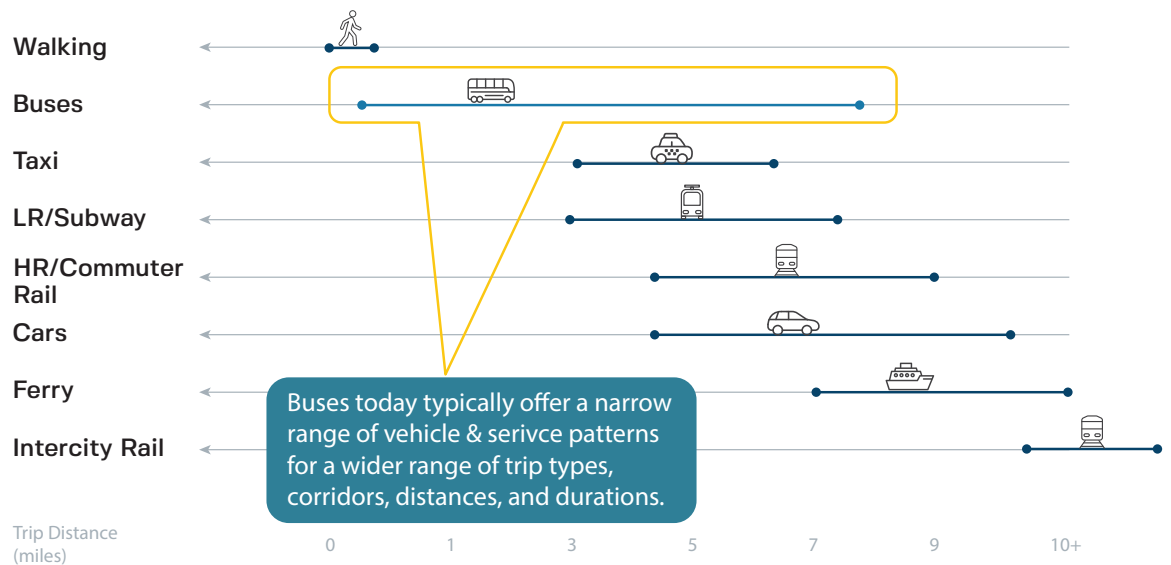 Walking
Buses
Taxi
LR/Subway
HR/Commuter
Rail
Cars
Ferry
Intercity Rail
Buses today typically offer a narrow
range of vehicle & serivce patterns
for a wider range of trip types,
corridors, distances, and durations.
Trip Distance
(miles)
0 1 3 5 7 9 10+